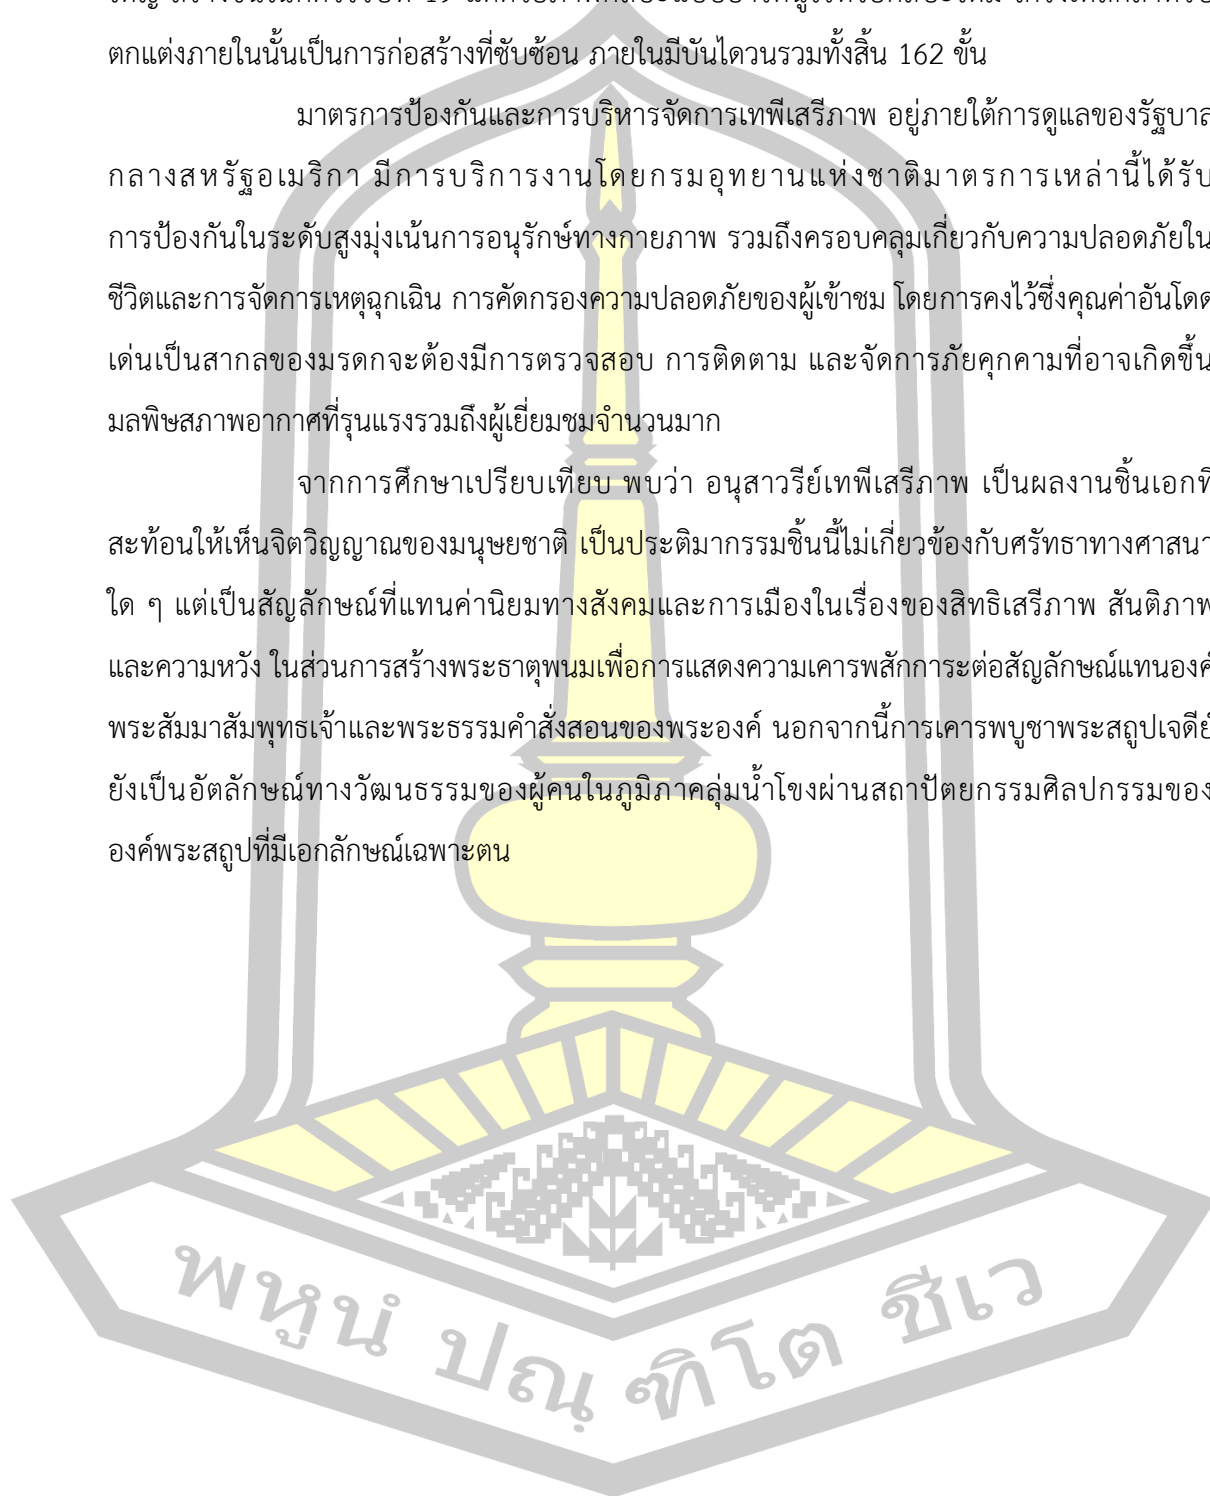 ตกแต่งภายในนั้นเป็นการก่อสร้างที่ซับซ้อน ภายในมีบันไดวนรวมทั้งสิ้น 162 ขั้น
มาตรการป้องกันและการบริหารจัดการเทพีเสรีภาพ อยู่ภายใต้การดูแลของรัฐบาล
กลางสหรัฐอเมริกา มีการบริการงานโดยกรมอุทยานแห่งชาติมาตรการเหล่านี้ได้รับ
การป้องกันในระดับสูงมุ่งเน้นการอนุรักษ์ทางกายภาพ รวมถึงครอบคลุมเกี่ยวกับความปลอดภัยใน
ชีวิตและการจัดการเหตุฉุกเฉิน การคัดกรองความปลอดภัยของผู้เข้าชม โดยการคงไว้ซึ่งคุณค่าอันโดด
เด่นเป็นสากลของมรดกจะต้องมีการตรวจสอบ การติดตาม และจัดการภัยคุกคามที่อาจเกิดขึ้น
มลพิษสภาพอากาศที่รุนแรงรวมถึงผู้เยี่ยมชมจำนวนมาก
จากการศึกษาเปรียบเทียบ พบว่า อนุสาวรีย์เทพีเสรีภาพ เป็นผลงานชิ้นเอกที่
สะท้อนให้เห็นจิตวิญญาณของมนุษยชาติ เป็นประติมากรรมชิ้นนี้ไม่เกี่ยวข้องกับศรัทธาทางศาสนา
ใด ๆ แต่เป็นสัญลักษณ์ที่แทนค่านิยมทางสังคมและการเมืองในเรื่องของสิทธิเสรีภาพ สันติภาพ
และความหวัง ในส่วนการสร้างพระธาตุพนมเพื่อการแสดงความเคารพสักการะต่อสัญลักษณ์แทนองค์
พระสัมมาสัมพุทธเจ้าและพระธรรมคำสั่งสอนของพระองค์ นอกจากนี้การเคารพบูชาพระสถูปเจดีย์
ยังเป็นอัตลักษณ์ทางวัฒนธรรมของผู้คนในภูมิภาคลุ่มน้ำโขงผ่านสถาปัตยกรรมศิลปกรรมของ
องค์พระสถูปที่มีเอกลักษณ์เฉพาะตน
พหูนํ ปณฺฑิโต ชีเว